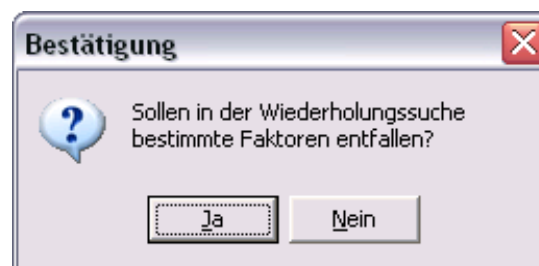 Bestätigung
Sollen in der Wiederholungssuche
bestimmte Faktoren entfallen?
Ja
Nein